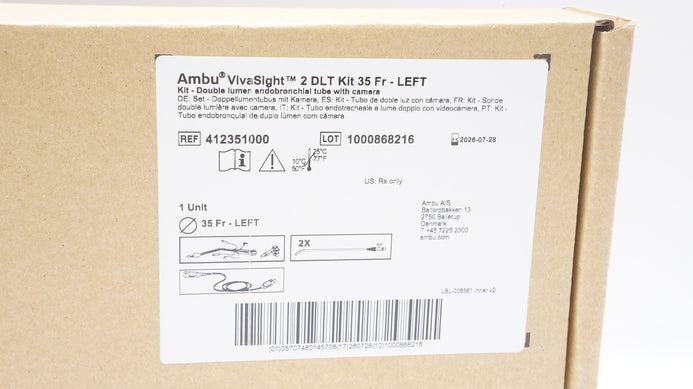 Ambu® VivaSight™ 2 DLT Kit 35 Fr - LEFT
Kit - Double lumen endobronchial tube with camera
DE: Set - Doppellumentubus mit Kamera, ES: Kit - Tubo de doble luz con cámara, FR: Kit - Sonde
double lumière avec camera, IT: Kit - Tubo endotracheale a lume doppio con videocamera, PT: Kit -
Tubo endobronquial de duplo lúmen com câmara
REF 412351000 LOT 1000868216 2026-07-28
25°C
77°F
10°C
50°F
US: Rx only
1 Unit
35 Fr - LEFT
2X
Ambu A/S
Baltorpbakken 13
2750 Ballerup
Denmark
T +45 7225 2000
ambu.com
LBL-006561 Inner v2
(01)05707480145706(17)260728(10)1000868216